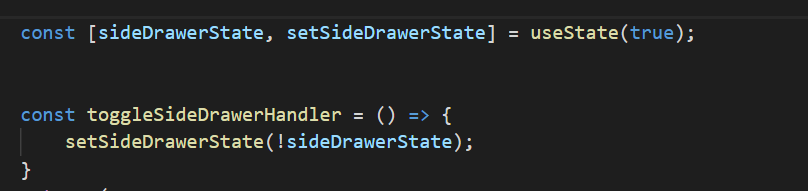 const [sideDrawerState, setSideDrawerState] = useState(true);
const toggleSideDrawerHandler = () => {
setSideDrawerState(!sideDrawerState);
}